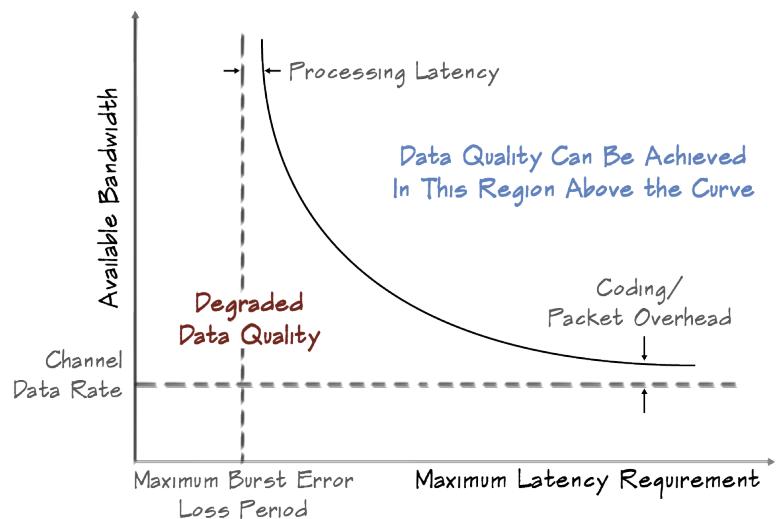 Processing Latency
Available Bandwidth
Data Quality Can Be Achieved
In This Region Above the Curve
Degraded
Data Quality
Coding/
Packet Overhead
Channel
Data Rate
Maximum Burst Error
Loss Period
Maximum Latency Requirement